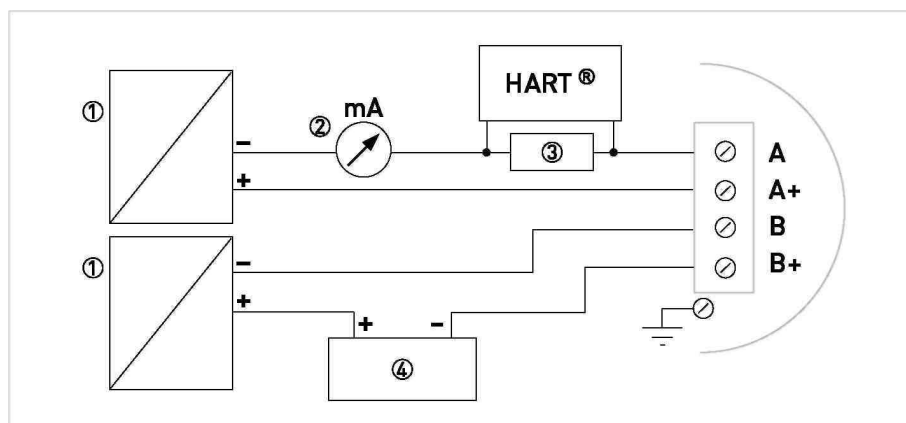 HART ®
①
②
mA
–
③
A
+
A+
B
①
–
B+
+
+
–
④